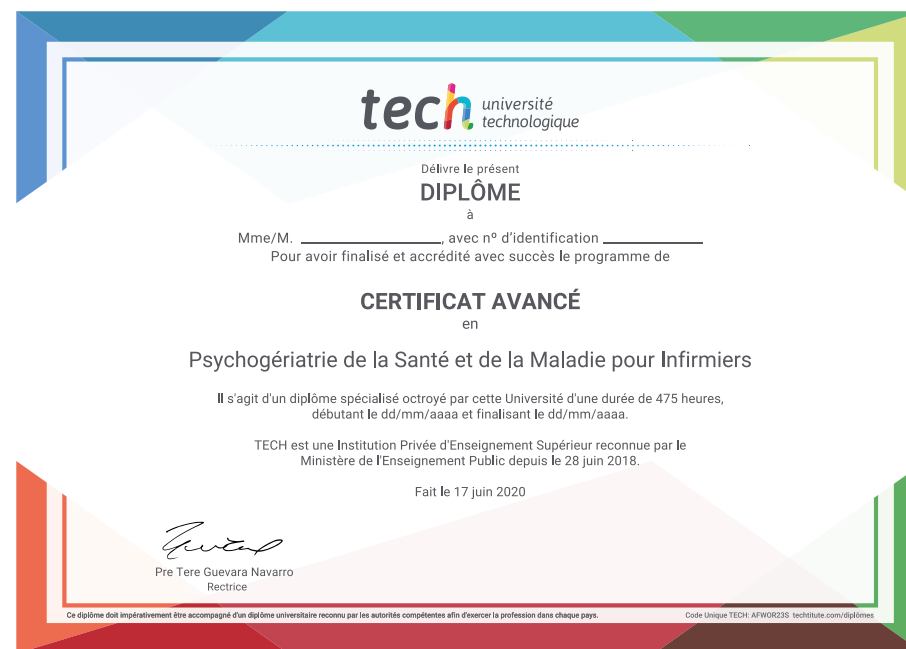 tech université
technologique
Délivre le présent
DIPLÔME
à
Mme/M. ____________________, avec nº d'identification ______________
Pour avoir finalisé et accrédité avec succès le programme de
CERTIFICAT AVANCÉ
en
Psychogériatrie de la Santé et de la Maladie pour Infirmiers
Il s'agit d'un diplôme spécialisé octroyé par cette Université d'une durée de 475 heures,
débutant le dd/mm/aaaa et finalisant le dd/mm/aaaa.
TECH est une Institution Privée d'Enseignement Supérieur reconnue par le
Ministère de l'Enseignement Public depuis le 28 juin 2018.
Fait le 17 juin 2020
Pre Tere Guevara Navarro
Rectrice
Ce diplôme doit impérativement être accompagné d'un diplôme universitaire reconnu par les autorités compétentes afin d'exercer la profession dans chaque pays.
Code Unique TECH: AFWOR23S techtitute.com/diplômes